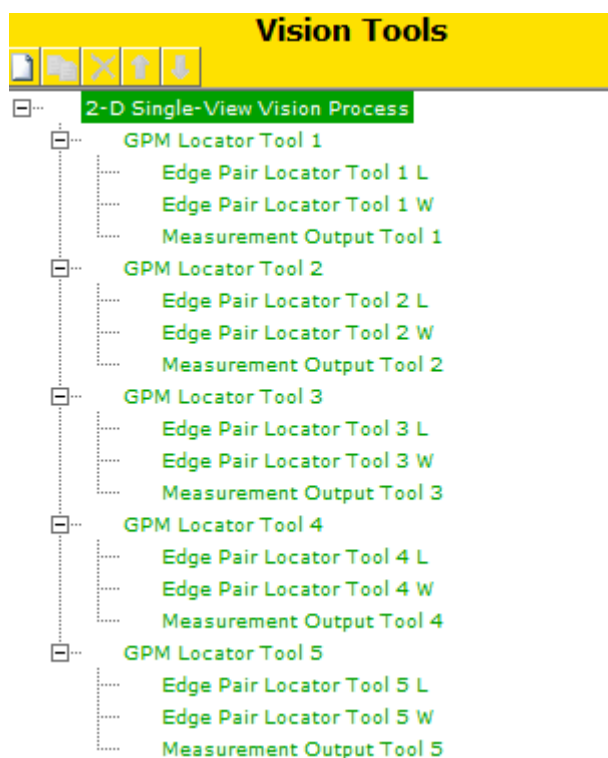 Vision Tools
2-D Single-View Vision Process
GPM Locator Tool 1
Edge Pair Locator Tool 1 L
Edge Pair Locator Tool 1 W
Measurement Output Tool 1
GPM Locator Tool 2
Edge Pair Locator Tool 2 L
Edge Pair Locator Tool 2 W
Measurement Output Tool 2
GPM Locator Tool 3
Edge Pair Locator Tool 3 L
Edge Pair Locator Tool 3 W
Measurement Output Tool 3
GPM Locator Tool 4
Edge Pair Locator Tool 4 L
Edge Pair Locator Tool 4 W
Measurement Output Tool 4
GPM Locator Tool 5
Edge Pair Locator Tool 5 L
Edge Pair Locator Tool 5 W
Measurement Output Tool 5